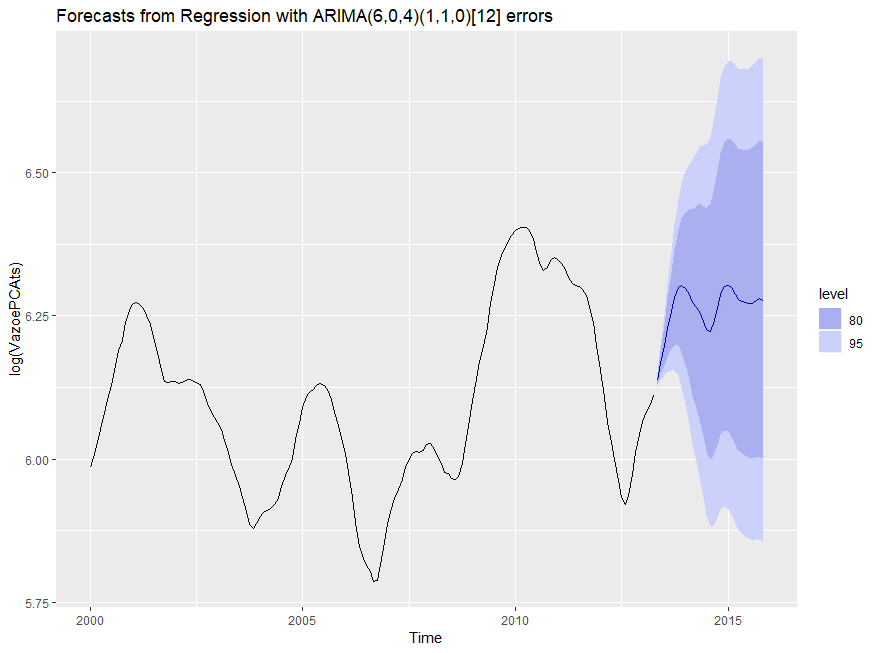 Forecasts from Regression with ARIMA(6,0,4)(1,1,0)[12] errors
6.50
6.25
6.00
5.75
log(VazoePCAts)
2000
2005
2010
2015
Time
level
80
95